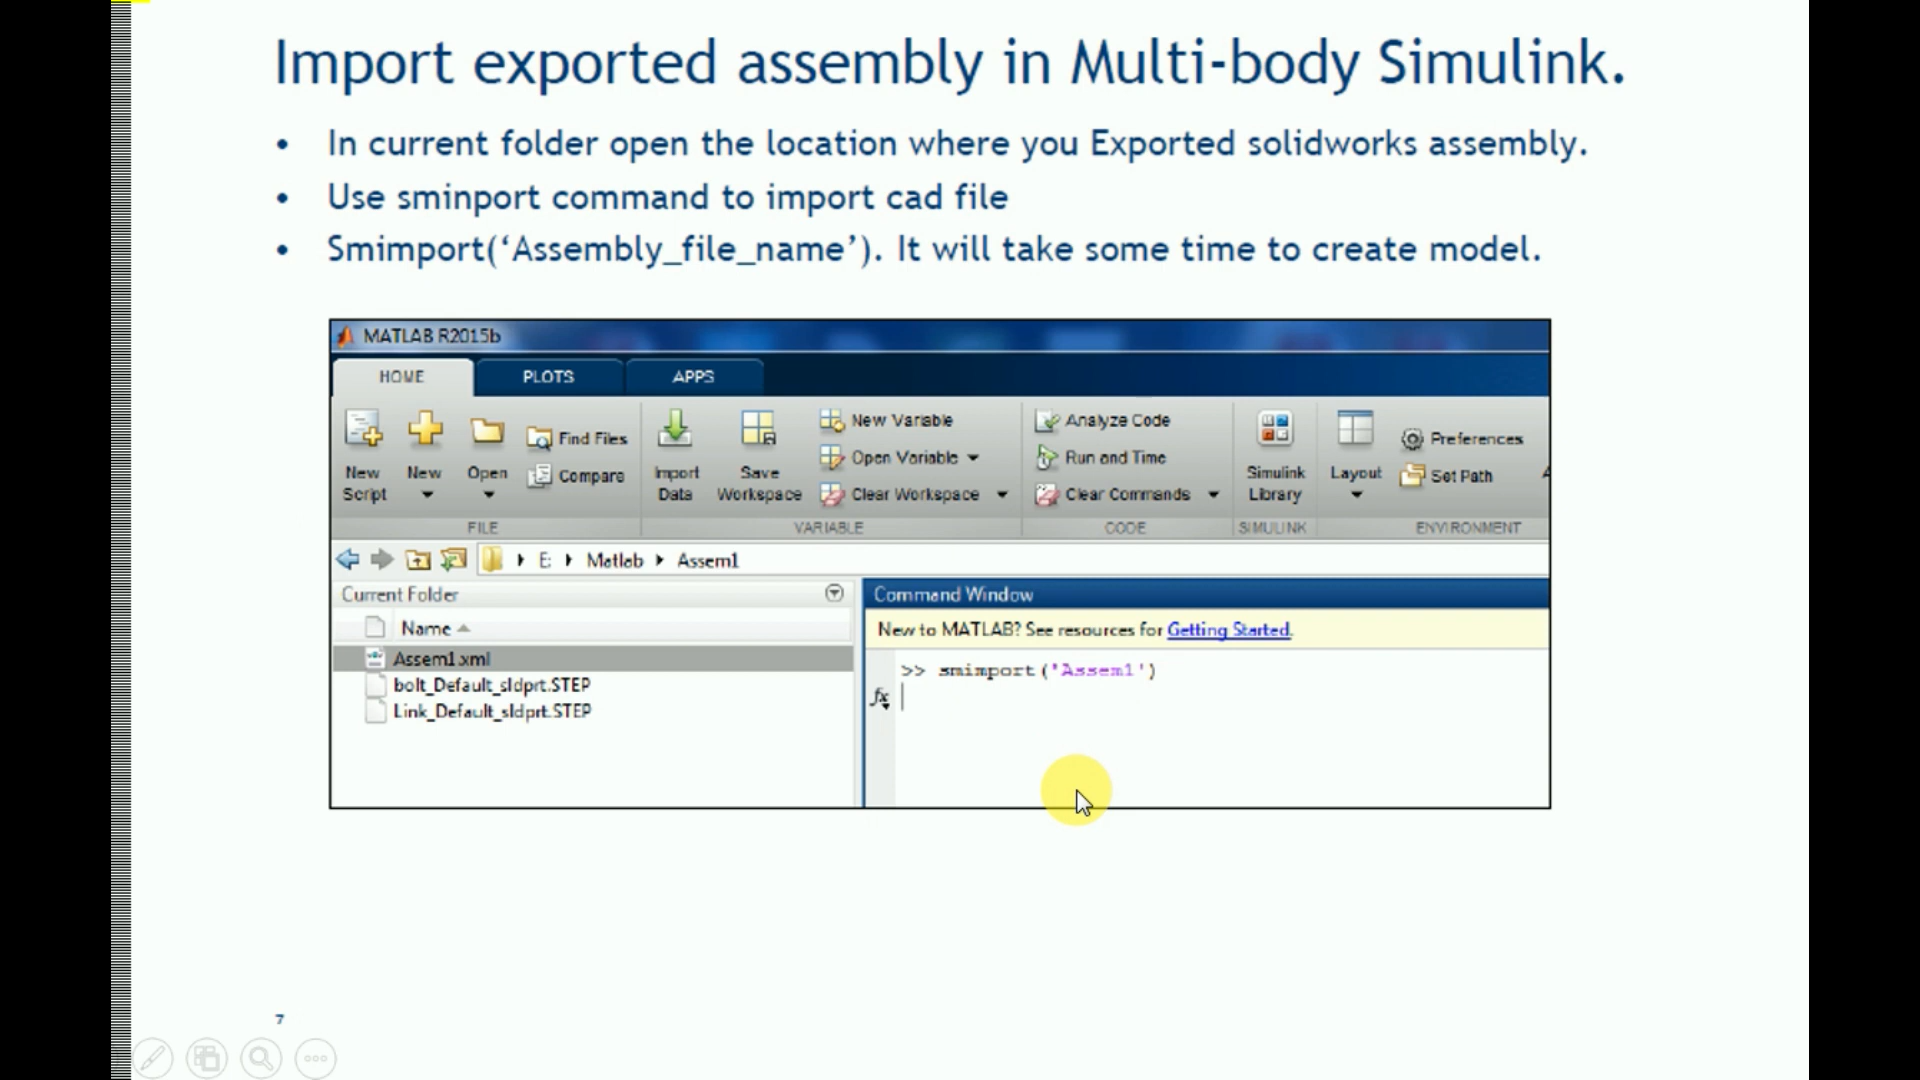 Import exported assembly in Multi-body Simulink.
• In current folder open the location where you Exported solidworks assembly.
• Use sminport command to import cad file
• Smimport(‘Assembly_file_name’). It will take some time to create model.
MATLAB R2015b
HOME PLOTS APPS
New Script
New
Open
Find Files
Compare
FILE
Import Data
Save Workspace
New Variable
Open Variable
Clear Workspace
VARIABLE
Analyze Code
Run and Time
Clear Commands
CODE
Simulink Library
SIMULINK
Layout
Preferences
Set Path
ENVIRONMENT
E: Matlab Assem1
Current Folder
Name
Assem1.xml
bolt_Default_sldprt.STEP
Link_Default_sldprt.STEP
Command Window
New to MATLAB? See resources for Getting Started.
>> smimport('Assem1')
fx
7